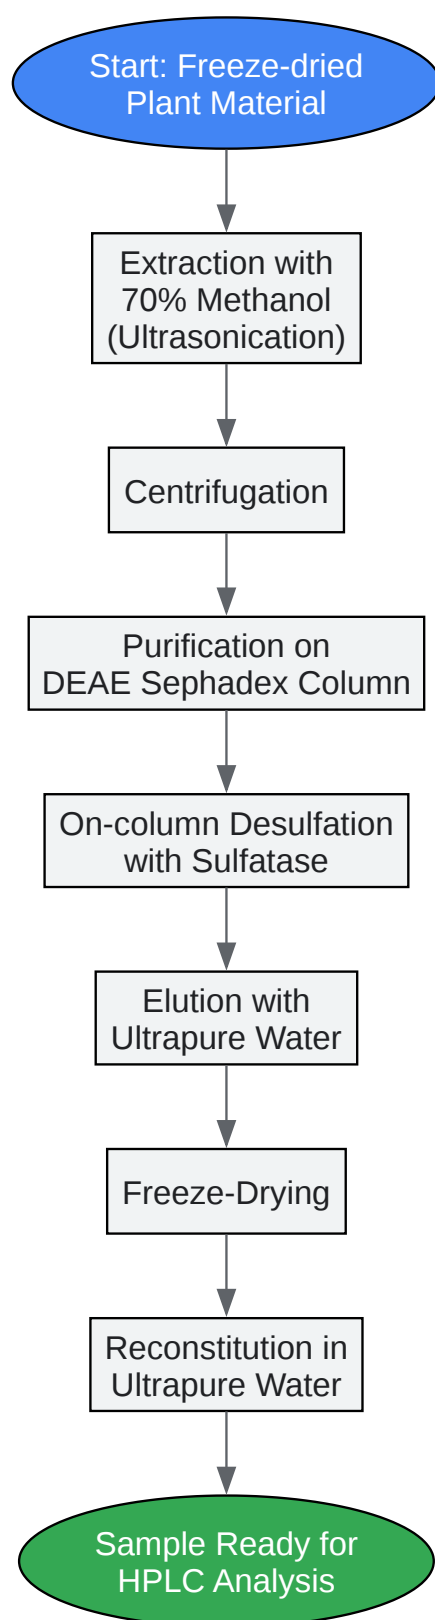 Start: Freeze-dried
Plant Material
Extraction with
70% Methanol
(Ultrasonication)
Centrifugation
Purification on
DEAE Sephadex Column
On-column Desulfation
with Sulfatase
Elution with
Ultrapure Water
Freeze-Drying
Reconstitution in
Ultrapure Water
Sample Ready for
HPLC Analysis